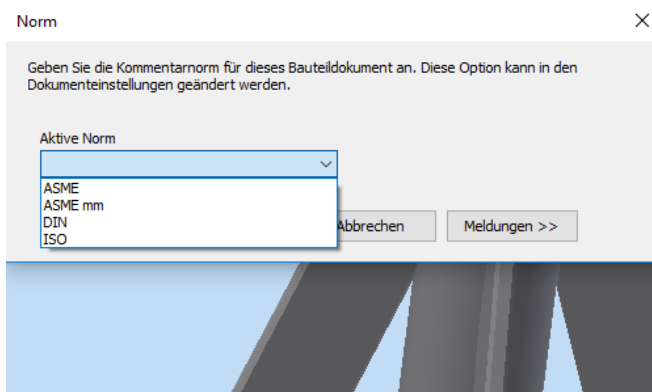 Norm
Geben Sie die Kommentarnorm für dieses Bauteildokument an. Diese Option kann in den
Dokumenteinstellungen geändert werden.
Aktive Norm
ASME
ASME mm
DIN
ISO
Abbrechen
Meldungen >>